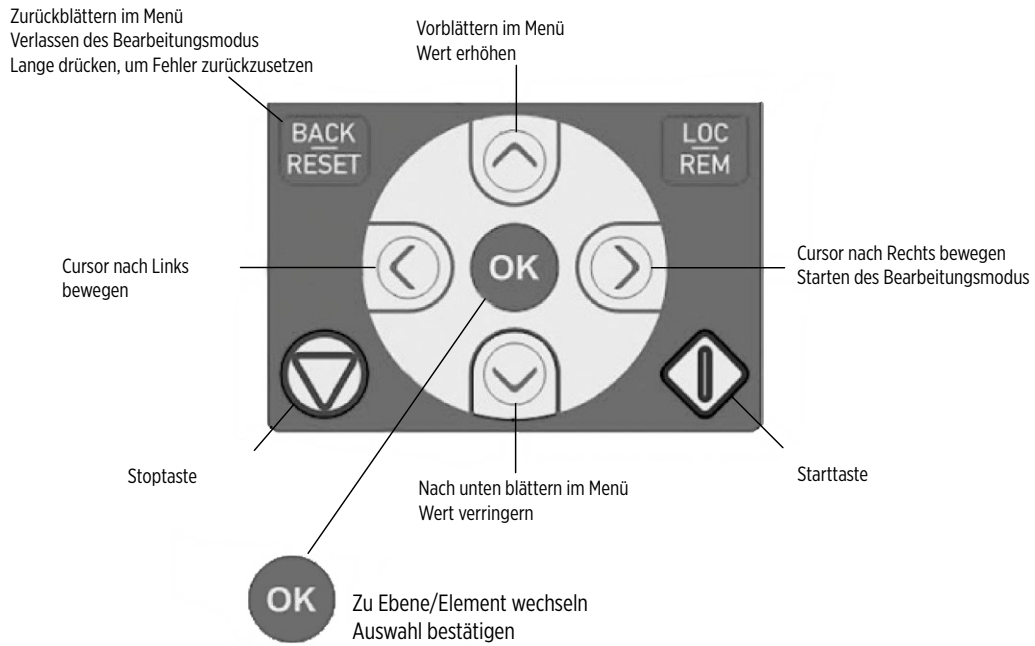 Zurückblättern im Menü
Verlassen des Bearbeitungsmodus
Lange drücken, um Fehler zurückzusetzen
Vorblättern im Menü
Wert erhöhen
BACK
RESET
LOC
REM
Cursor nach Links
bewegen
OK
Cursor nach Rechts bewegen
Starten des Bearbeitungsmodus
Stoptaste
Nach unten blättern im Menü
Wert verringern
Starttaste
OK
Zu Ebene/Element wechseln
Auswahl bestätigen